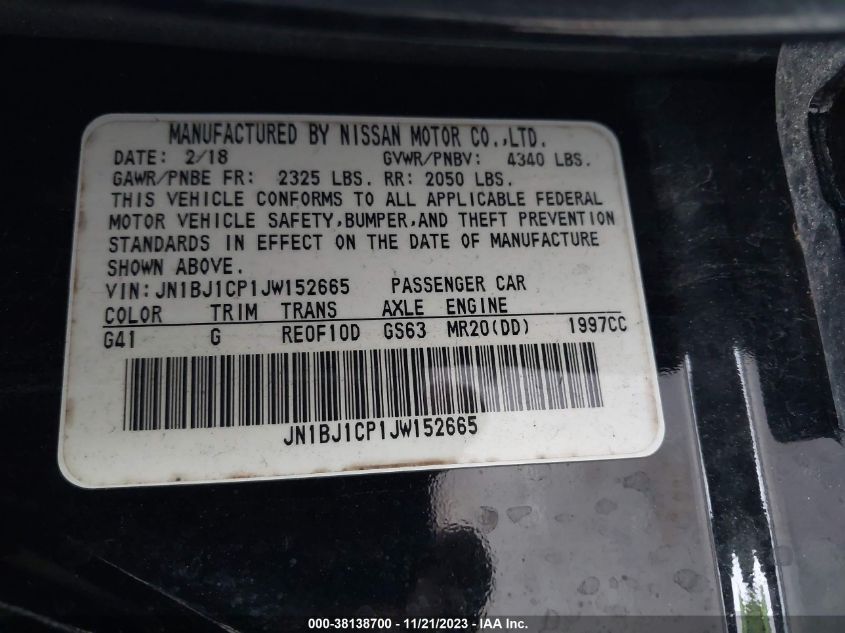 MANUFACTURED BY NISSAN MOTOR CO.,LTD.
DATE: 2/18 GVWR/PNBV: 4340 LBS.
GAWR/PNBE FR: 2325 LBS. RR: 2050 LBS.
THIS VEHICLE CONFORMS TO ALL APPLICABLE FEDERAL
MOTOR VEHICLE SAFETY,BUMPER,AND THEFT PREVENTION
STANDARDS IN EFFECT ON THE DATE OF MANUFACTURE
SHOWN ABOVE.
VIN:JN1BJ1CP1JW152665 PASSENGER CAR
COLOR TRIM TRANS AXLE ENGINE
G41 G RE0F10D GS63 MR20(DD) 1997CC
JN1BJ1CP1JW152665
000-38138700 - 11/21/2023 - IAAI Inc.